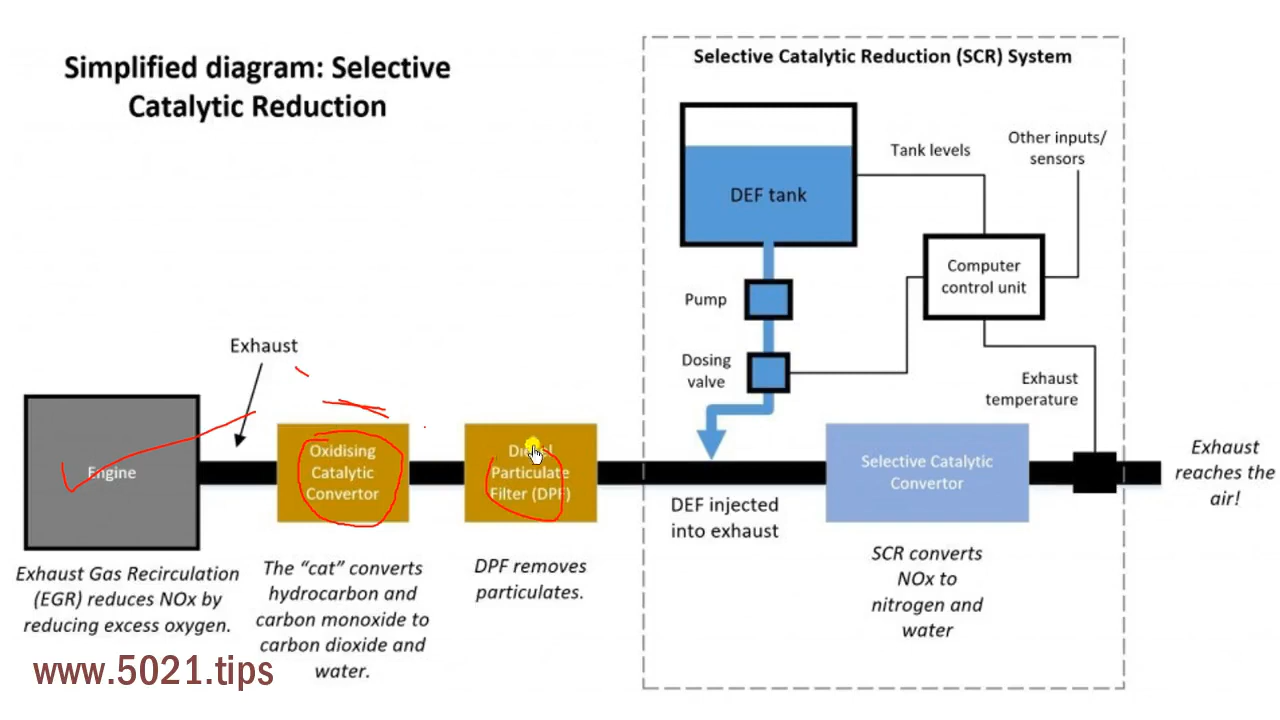 Simplified diagram: Selective
Catalytic Reduction
Selective Catalytic Reduction (SCR) System
DEF tank
Tank levels
Other inputs/
sensors
Computer
control unit
Pump
Dosing
valve
Exhaust
temperature
Exhaust
Engine
Oxidising
Catalytic
Convertor
Diesel
Particulate
Filter (DPF)
Selective Catalytic
Convertor
Exhaust
reaches the
air!
DEF injected
into exhaust
Exhaust Gas Recirculation
(EGR) reduces NOx by
reducing excess oxygen.
The “cat” converts
hydrocarbon and
carbon monoxide to
carbon dioxide and
water.
DPF removes
particulates.
SCR converts
NOx to
nitrogen and
water
www.5021.tips